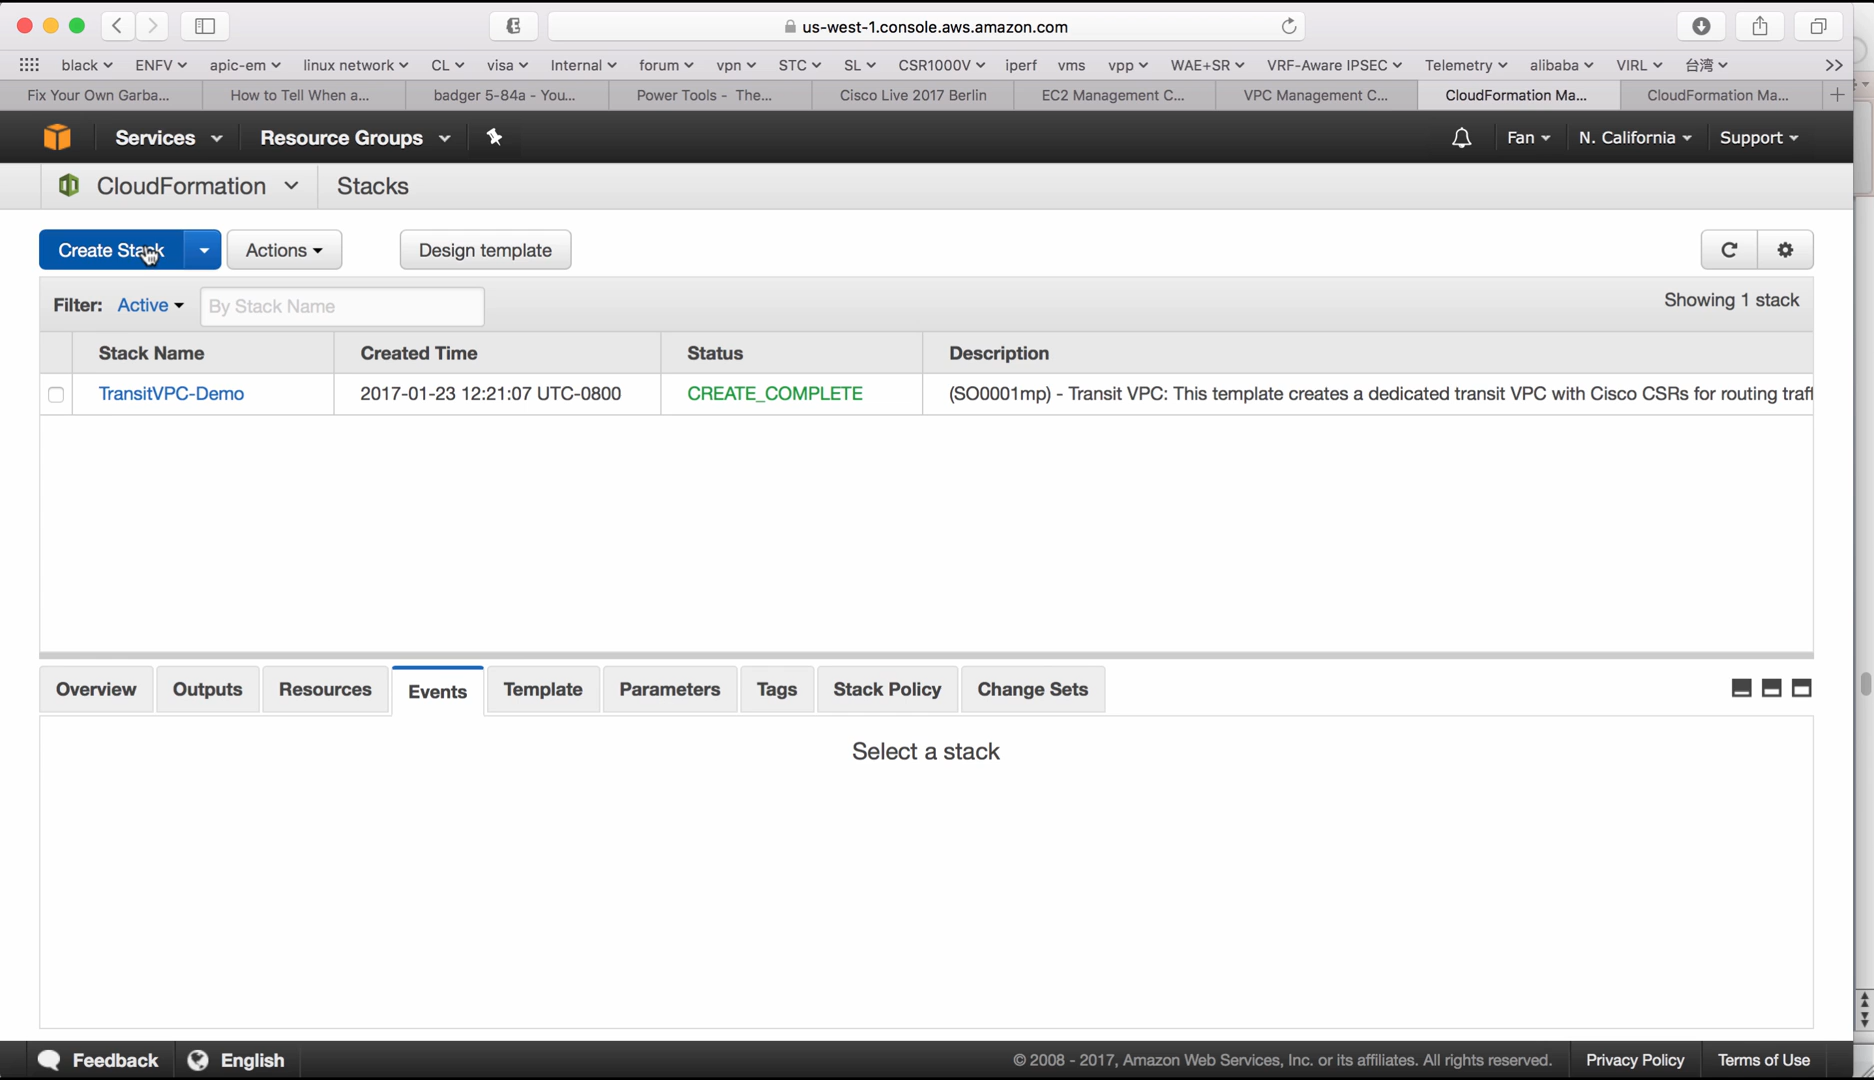 us-west-1.console.aws.amazon.com
black ENFV apic-em linux network CL visa Internal forum vpn STC SL CSR1000V iperf vms vpp WAE+SR VRF-Aware IPSEC Telemetry alibaba VIRL 台湾
Fix Your Own Garba... How to Tell When a... badger 5-84a - You... Power Tools - The... Cisco Live 2017 Berlin EC2 Management C... VPC Management C... CloudFormation Ma... CloudFormation Ma...
Services Resource Groups Fan N. California Support
CloudFormation Stacks
Create Stack Actions Design template
Filter: Active By Stack Name Showing 1 stack
Stack Name Created Time Status Description
TransitVPC-Demo 2017-01-23 12:21:07 UTC-0800 CREATE_COMPLETE (SO0001mp) - Transit VPC: This template creates a dedicated transit VPC with Cisco CSRs for routing traff
Overview Outputs Resources Events Template Parameters Tags Stack Policy Change Sets
Select a stack
Feedback English © 2008 - 2017, Amazon Web Services, Inc. or its affiliates. All rights reserved. Privacy Policy Terms of Use